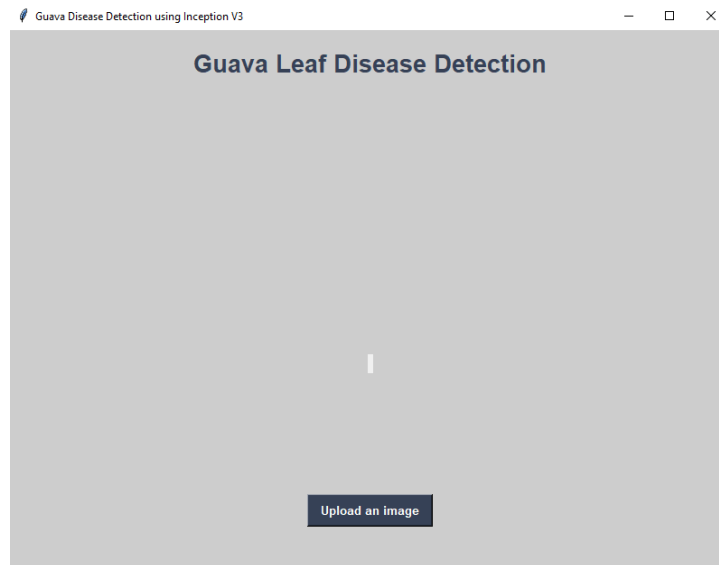 Guava Disease Detection using Inception V3
Guava Leaf Disease Detection
Upload an image